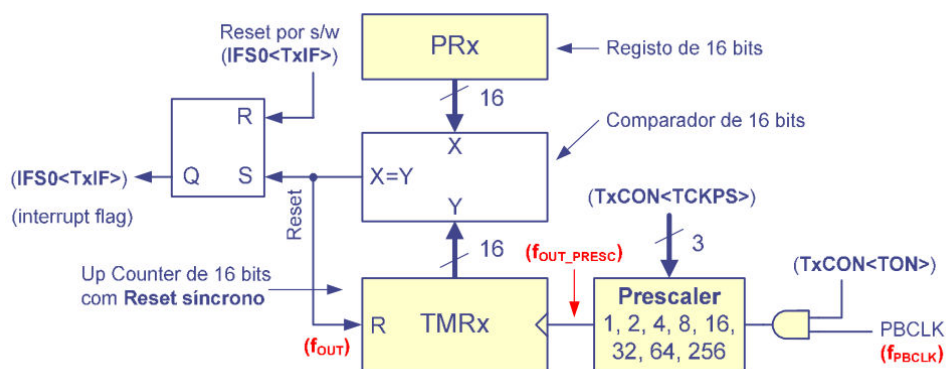 Reset por s/w
(IFS0<TxIF>)
PRx
Registo de 16 bits
16
R
Comparador de 16 bits
X
(IFS0<TxIF>)
Q
S
X=Y
(interrupt flag)
Reset
Y
(TxCON<TCKPS>)
16
3
(fOUT_PRESC)
(TxCON<TON>)
Up Counter de 16 bits
com Reset síncrono
R
TMRx
Prescaler
1, 2, 4, 8, 16,
32, 64, 256
PBCLK
(fOUT)
(fPBCLK)